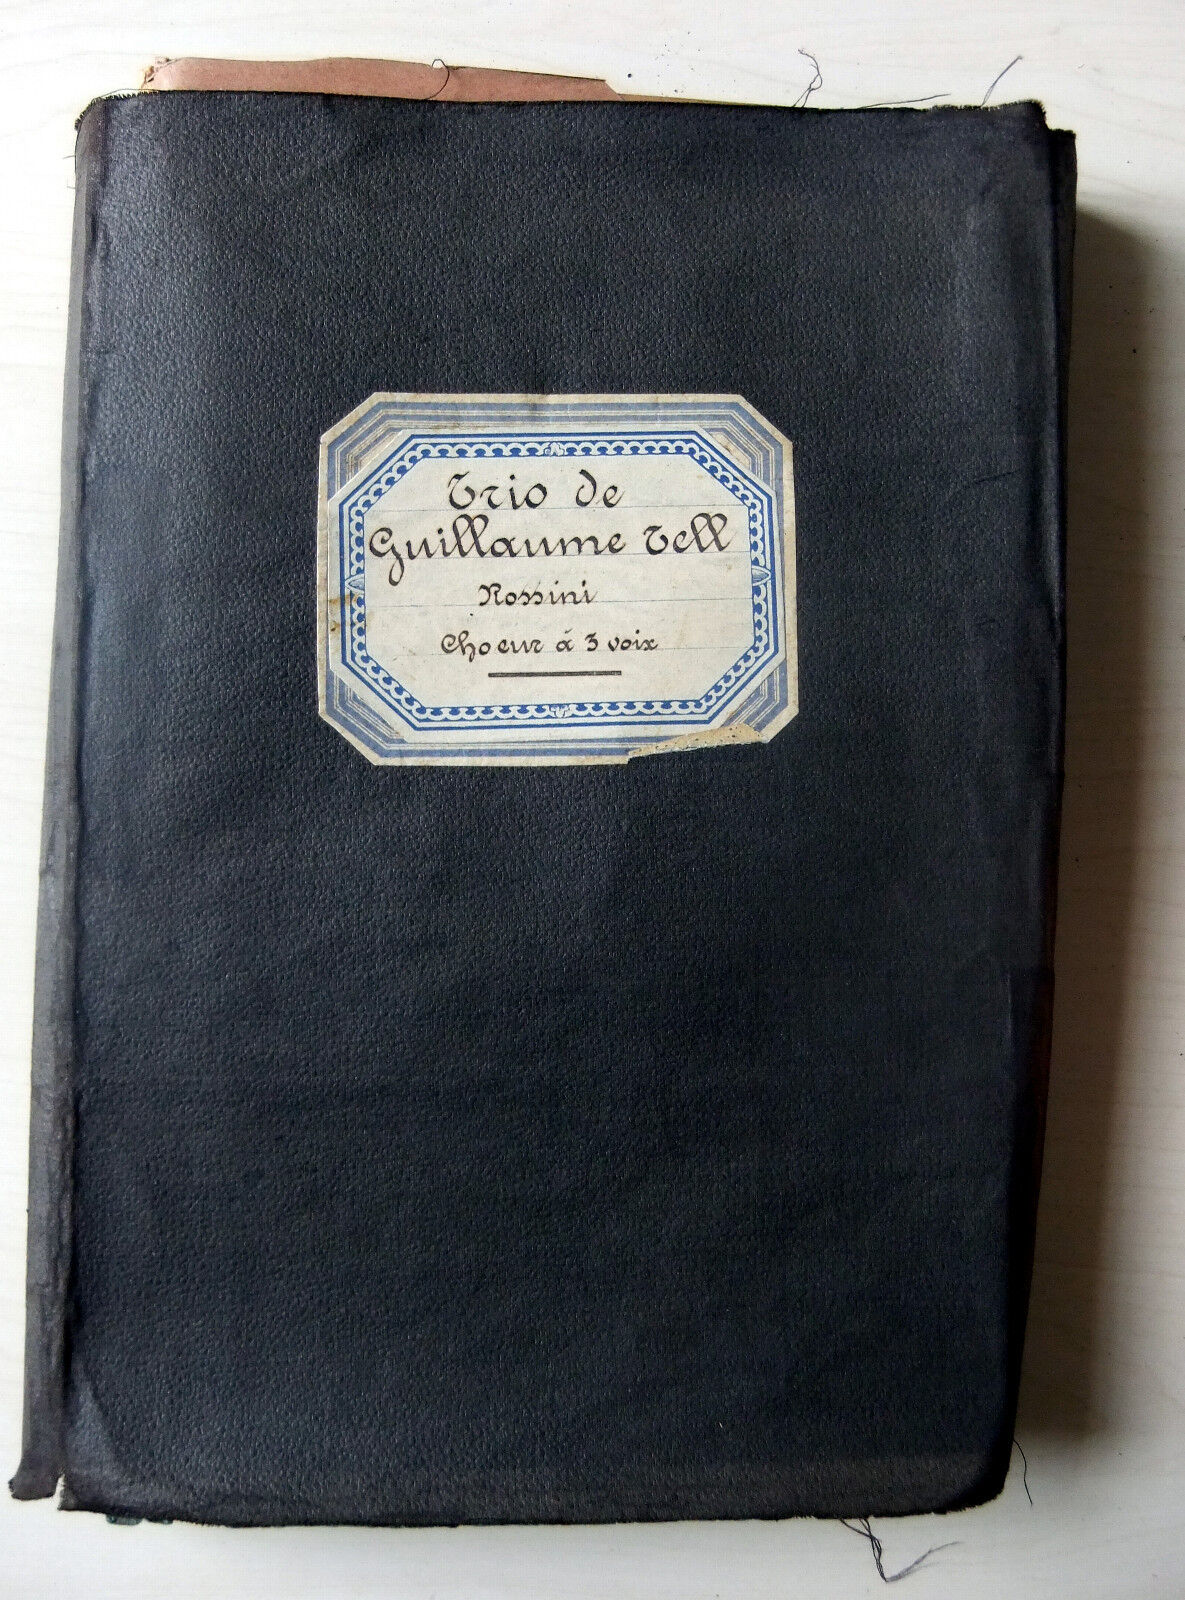 Trio de
Guillaume Tell
Rossini
Choeur à 3 voix